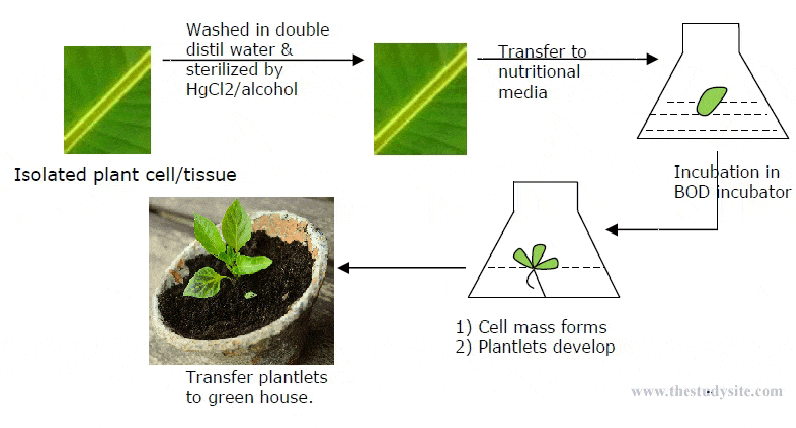 Washed in double
distil water &
sterilized by
HgCl2/alcohol
Transfer to
nutritional
media
Isolated plant cell/tissue
Incubation in
BOD incubator
1) Cell mass forms
2) Plantlets develop
Transfer plantlets
to green house.
www.thestudysite.com